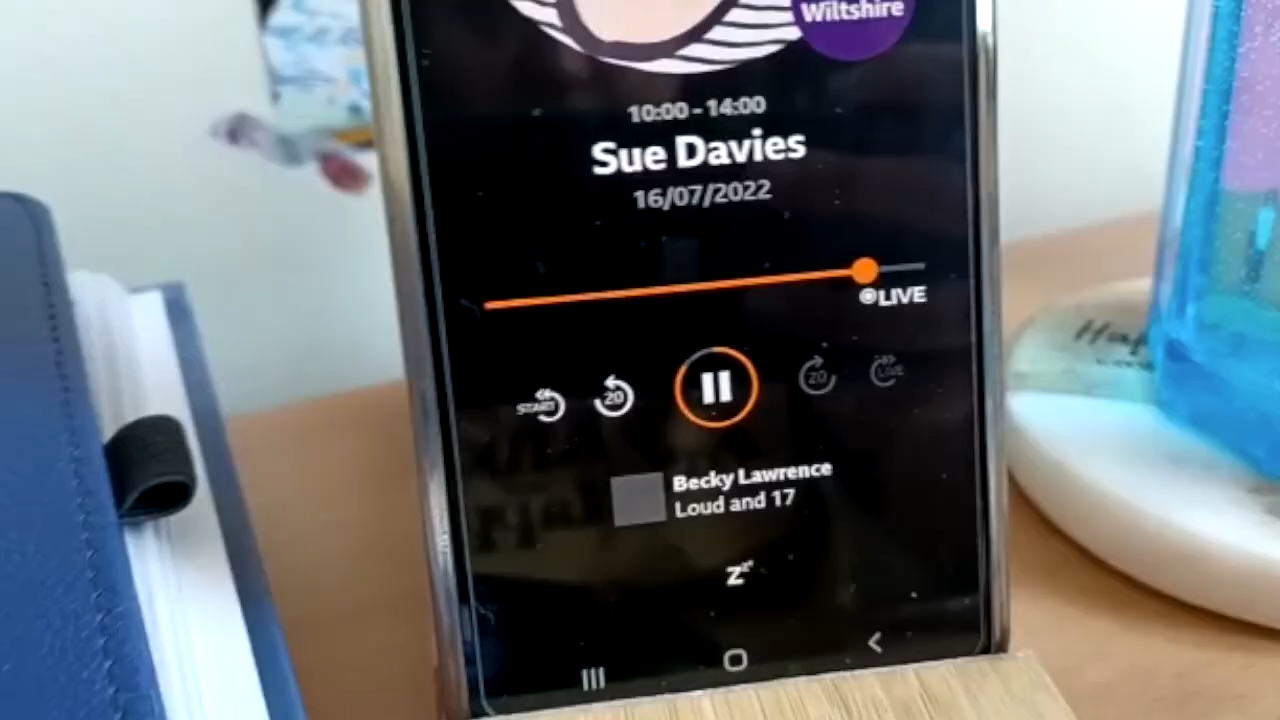 Wiltshire
10:00 - 14:00
Sue Davies
16/07/2022
LIVE
START
20
20
LIVE
Becky Lawrence
Loud and 17
Zzz